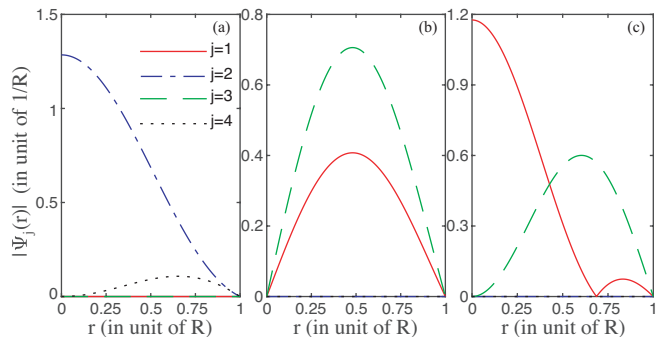 |Ψj(r)| (in unit of 1/R)
1.5
1
0.5
0
(a)
j=1
j=2
j=3
j=4
0 0.25 0.5 0.75 1
r (in unit of R)
0.8
0.6
0.4
0.2
0
(b)
0 0.25 0.5 0.75 1
r (in unit of R)
1.2
0.9
0.6
0.3
0
(c)
0 0.25 0.5 0.75 1
r (in unit of R)